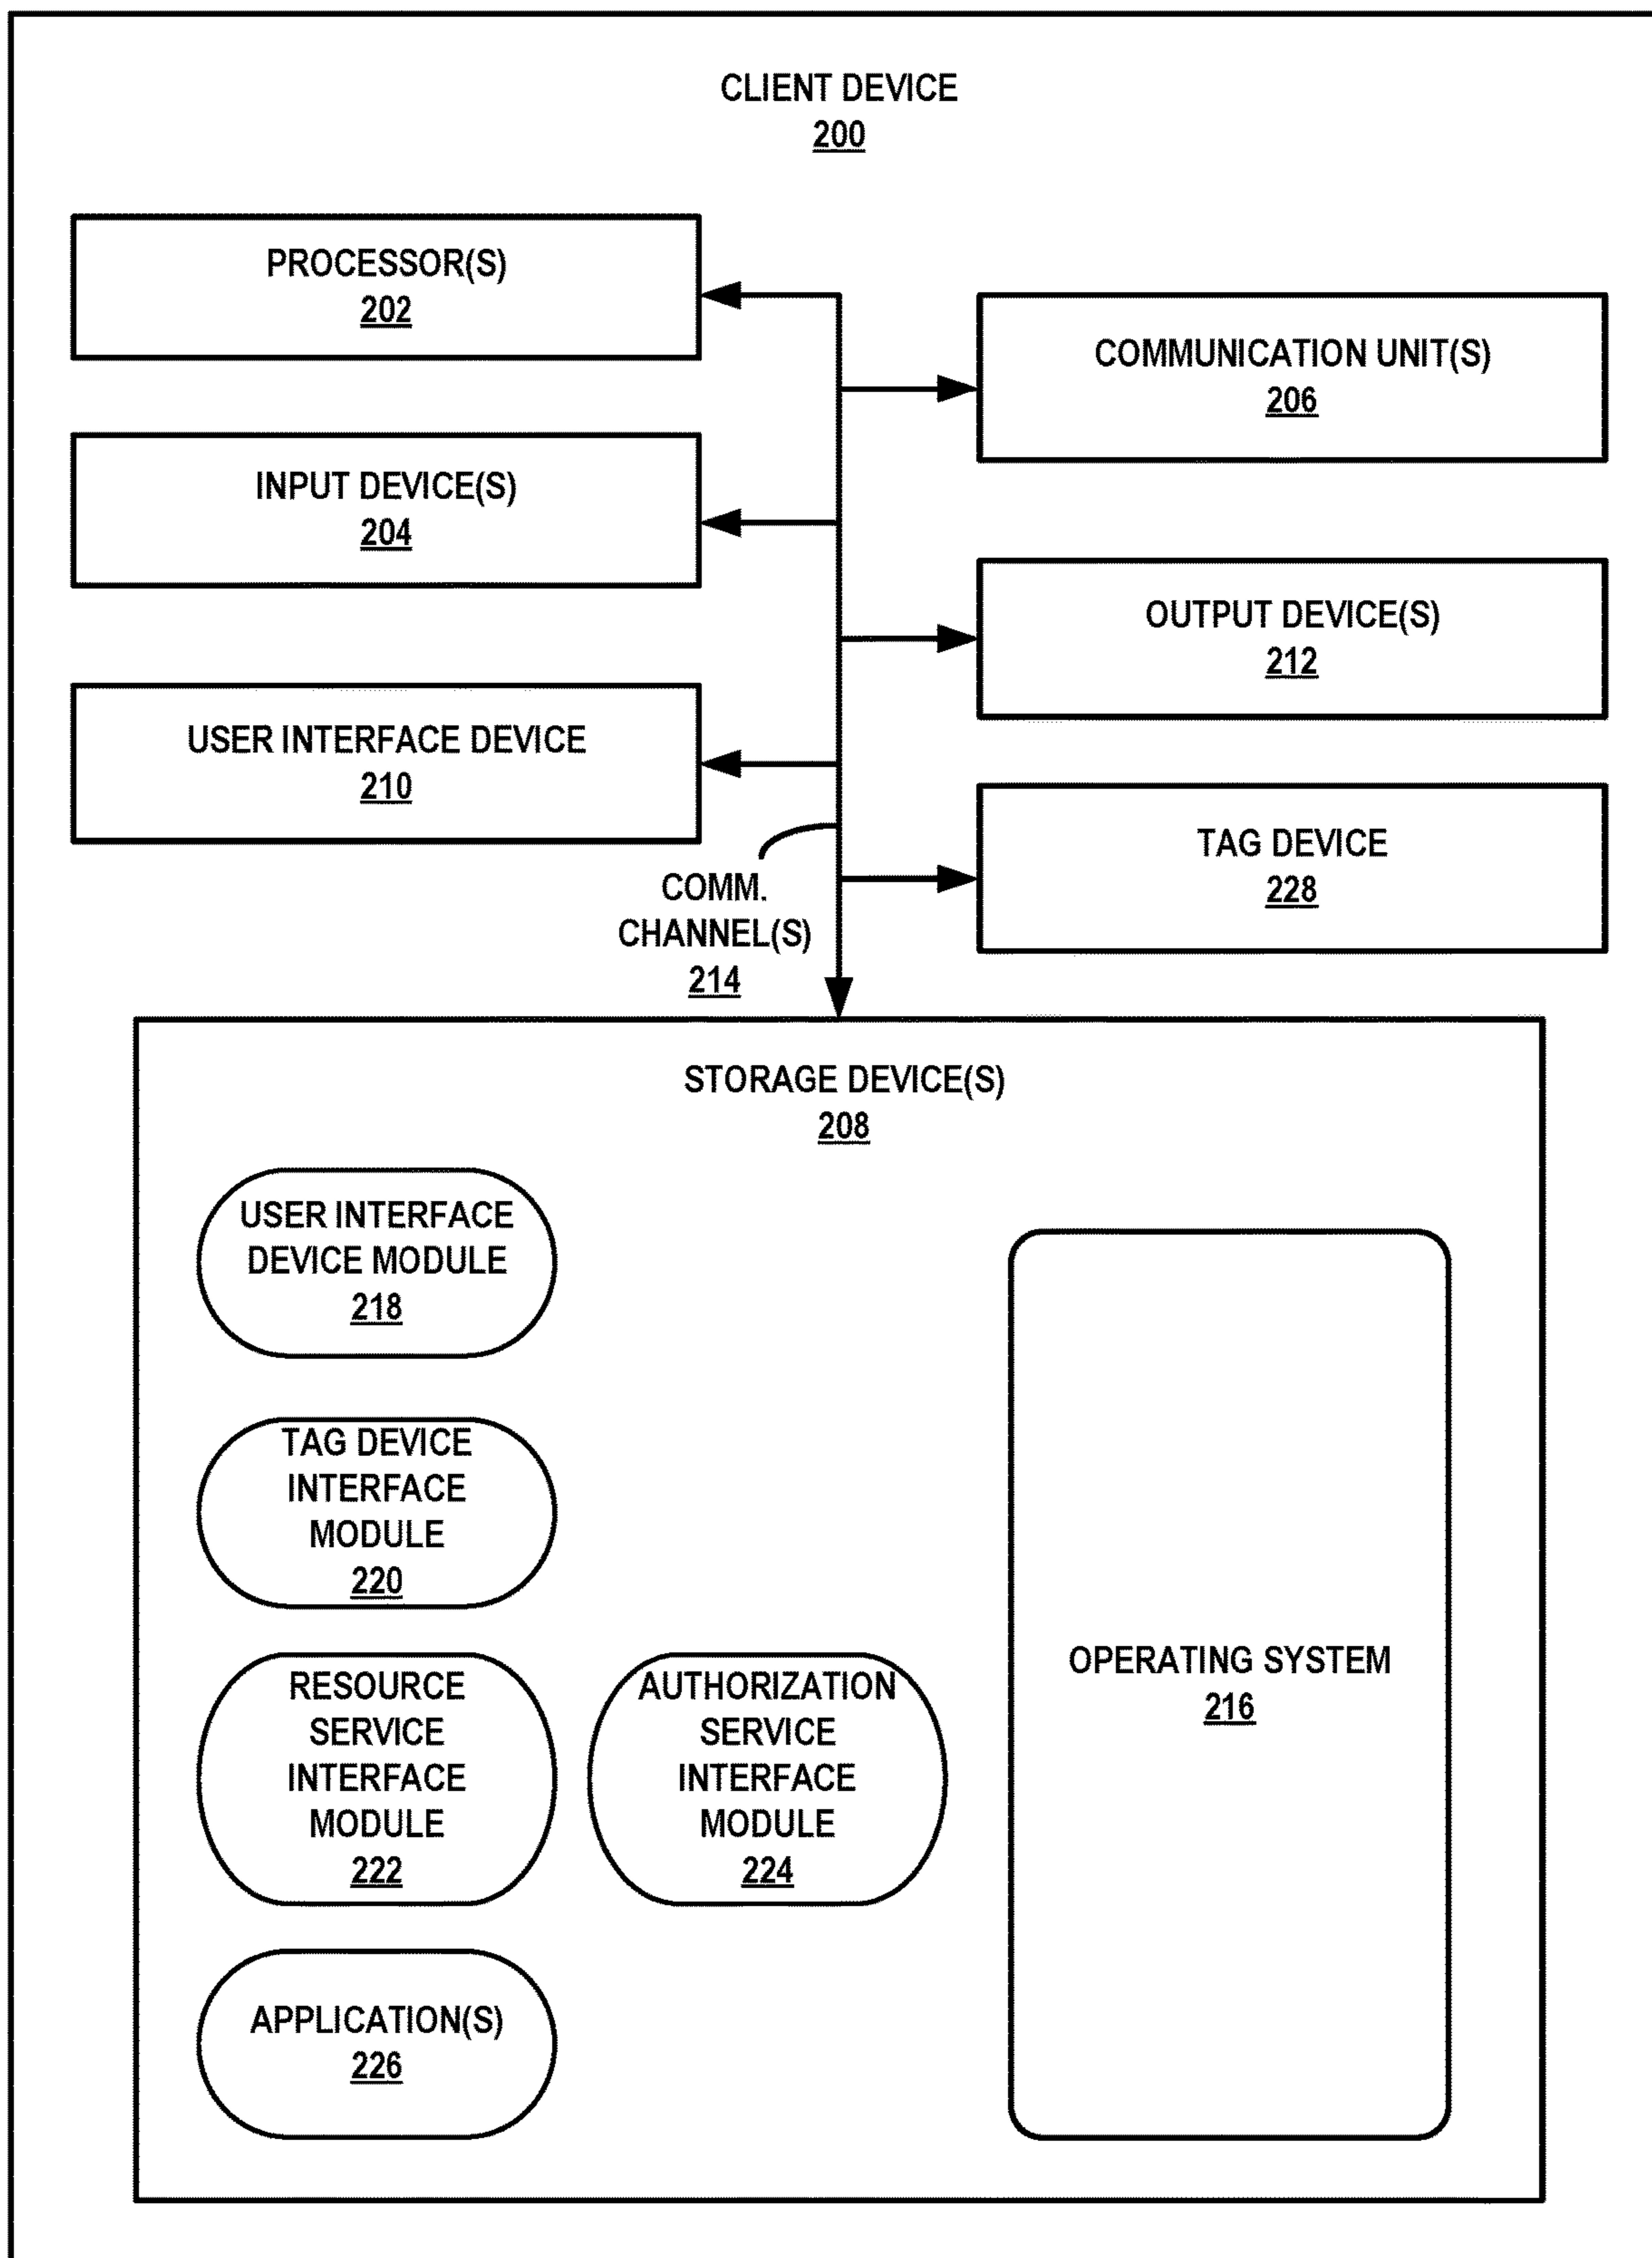 CLIENT DEVICE
200
PROCESSOR(S)
202
COMMUNICATION UNIT(S)
206
INPUT DEVICE(S)
204
OUTPUT DEVICE(S)
212
USER INTERFACE DEVICE
210
TAG DEVICE
228
COMM.
CHANNEL(S)
214
STORAGE DEVICE(S)
208
USER INTERFACE
DEVICE MODULE
218
TAG DEVICE
INTERFACE
MODULE
220
RESOURCE
SERVICE
INTERFACE
MODULE
222
AUTHORIZATION
SERVICE
INTERFACE
MODULE
224
APPLICATION(S)
226
OPERATING SYSTEM
216